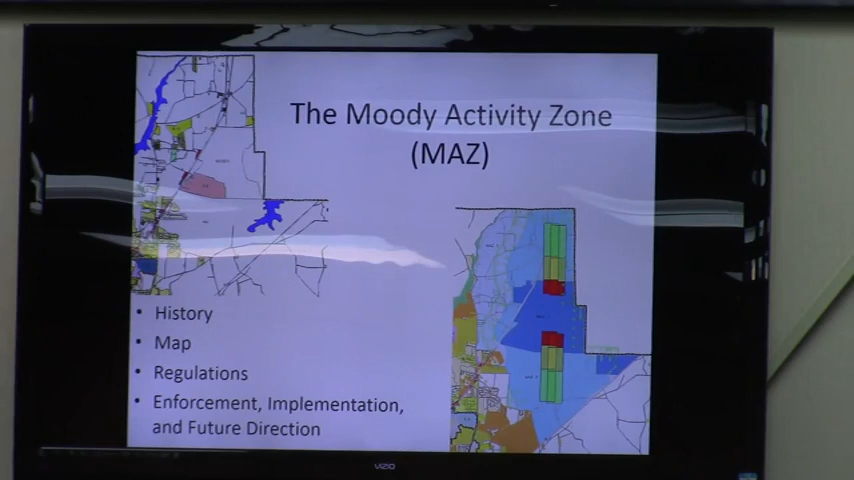 The Moody Activity Zone
(MAZ)
• History
• Map
• Regulations
• Enforcement, Implementation,
and Future Direction
VIZIO